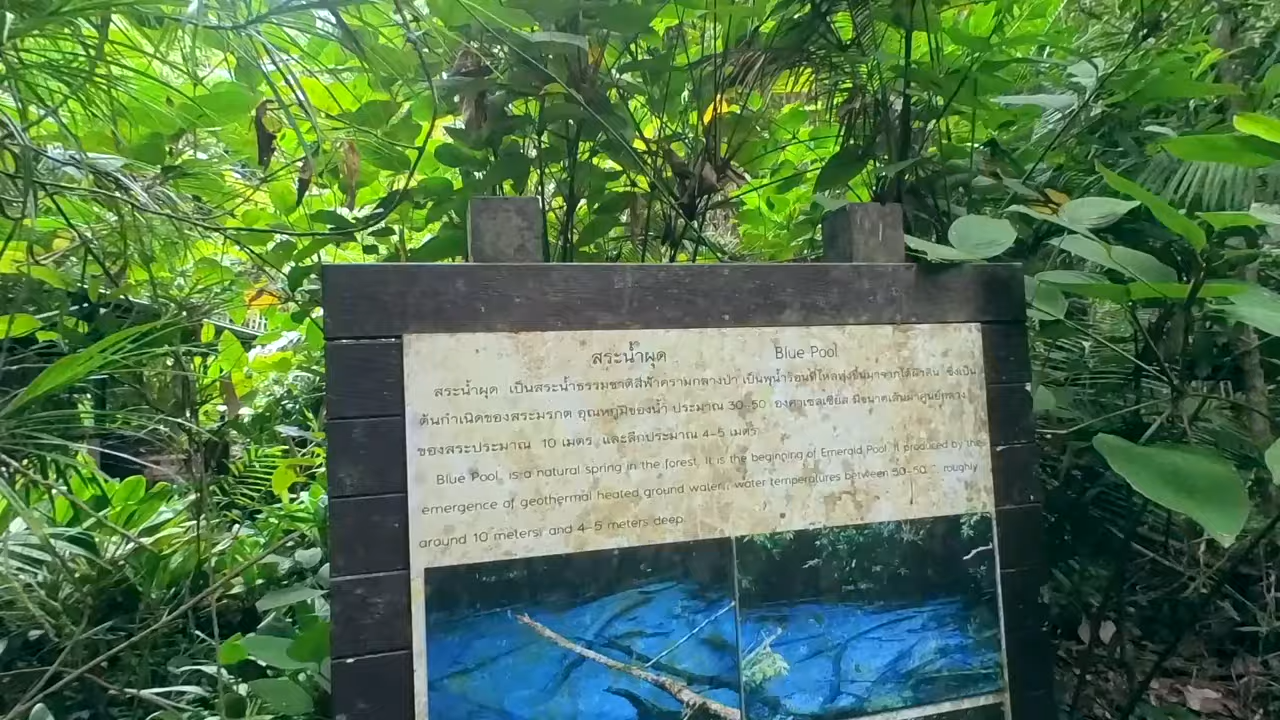 สระน้ำผุด Blue Pool
สระน้ำผุด เป็นสระน้ำธรรมชาติสีฟ้าครามกลางป่า เป็นพุน้ำร้อนที่ไหลพุ่งขึ้นมาจากใต้ผิวดิน ซึ่งเป็น
ต้นกำเนิดของสระมรกต อุณหภูมิของน้ำ ประมาณ 30-50 องศาเซลเซียส มีขนาดเส้นผ่าศูนย์กลาง
ของสระประมาณ 10 เมตร และลึกประมาณ 4-5 เมตร
Blue Pool, is a natural spring in the forest. It is the beginning of Emerald Pool. It produced by the
emergence of geothermal heated ground water., water temperatures between roughly
around 10 meters, and 4-5 meters deep.